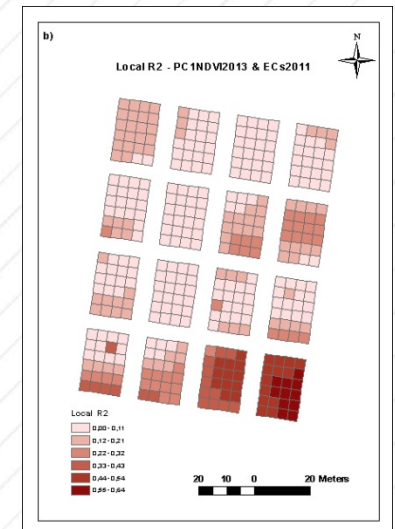 b)
N
Local R2 - PC1NDVI2013 & ECs2011
Local R2
0,00 - 0,11
0,12 - 0,21
0,22 - 0,32
0,33 - 0,43
0,44 - 0,54
0,55 - 0,64
20 10 0 20 Meters